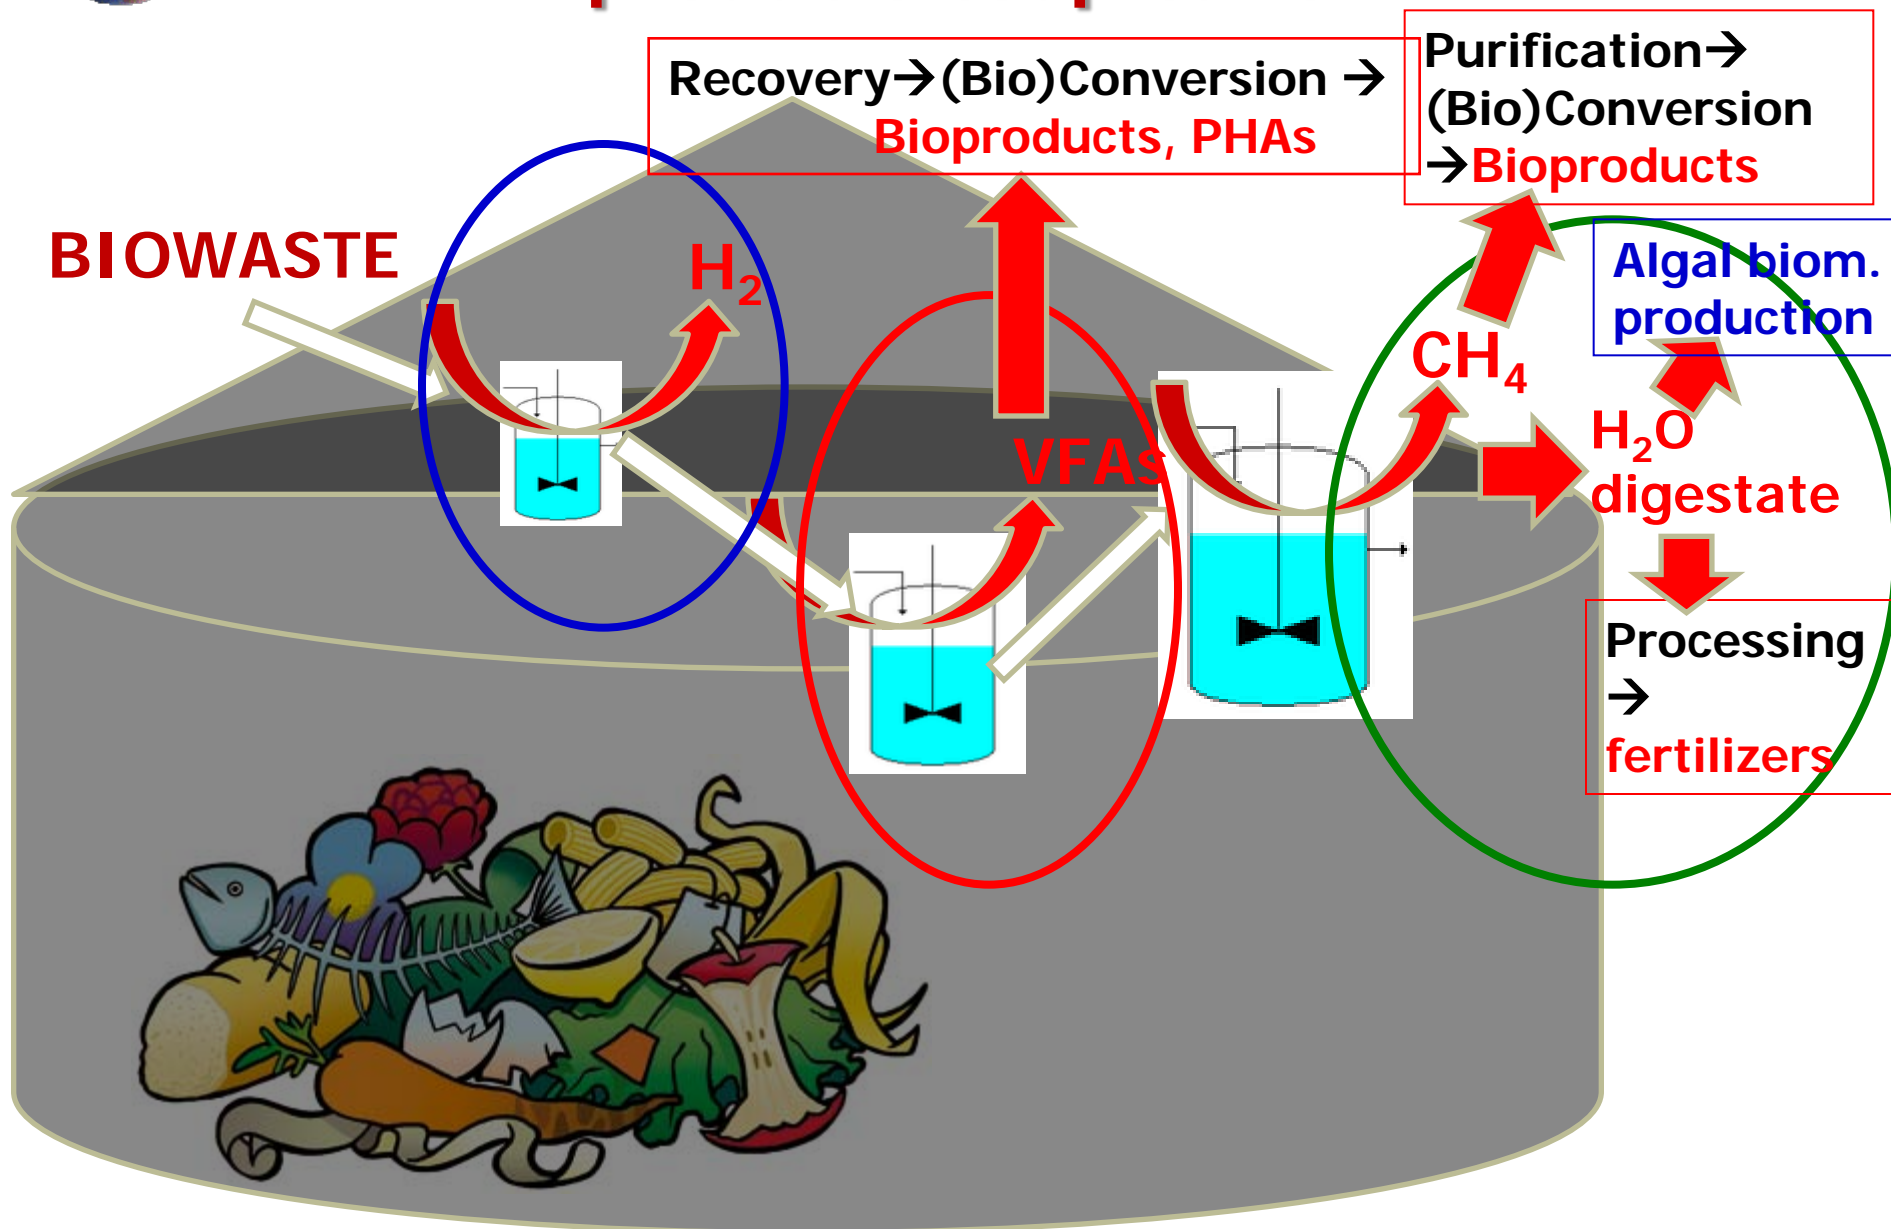 Recovery→(Bio)Conversion →
Bioproducts, PHAs
Purification→
(Bio)Conversion
→Bioproducts
BIOWASTE
H₂
VFAs
CH₄
Algal biom.
production
H₂O
digestate
Processing
→
fertilizers